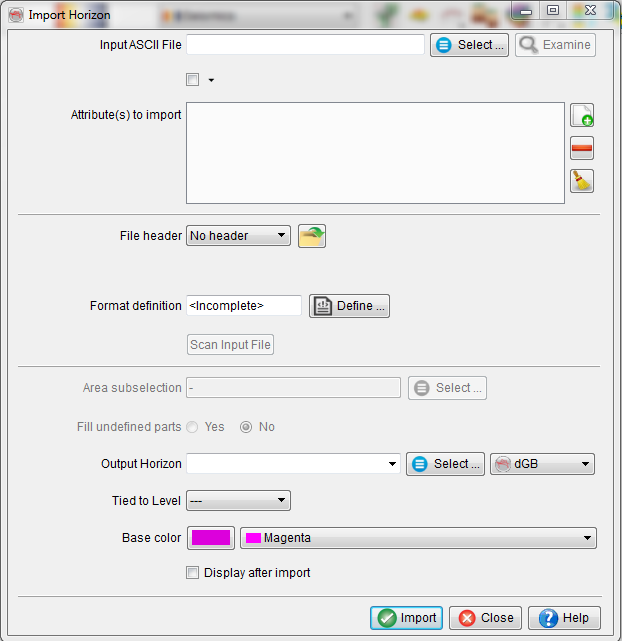 Import Horizon
Input ASCII File Select ... Examine
Attribute(s) to import
File header No header
Format definition <Incomplete> Define ...
Scan Input File
Area subselection - Select ...
Fill undefined parts Yes No
Output Horizon Select ... dGB
Tied to Level ---
Base color Magenta
Display after import
Import Close Help